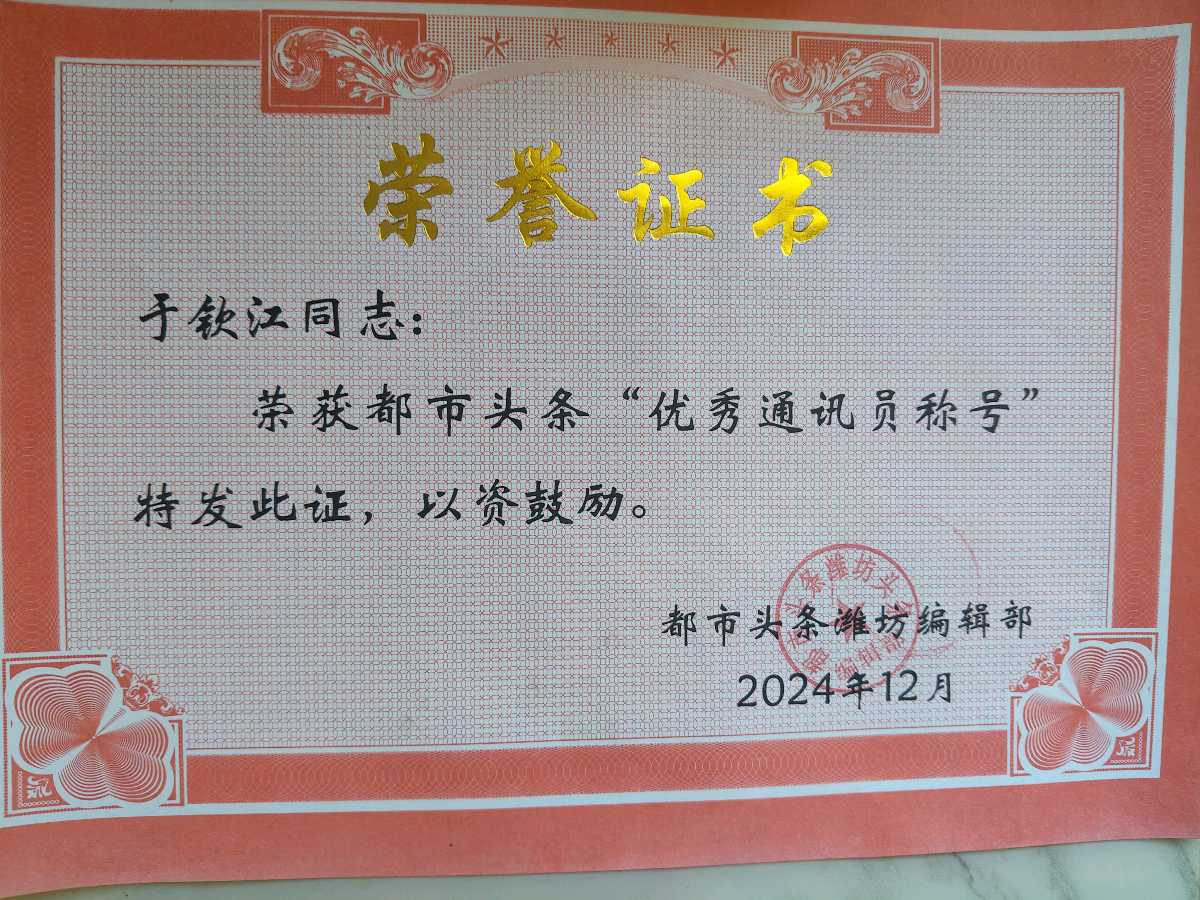 荣誉证书
于钦江同志：
荣获都市头条“优秀通讯员称号”
特发此证，以资鼓励。
都市头条潍坊编辑部
2024年12月